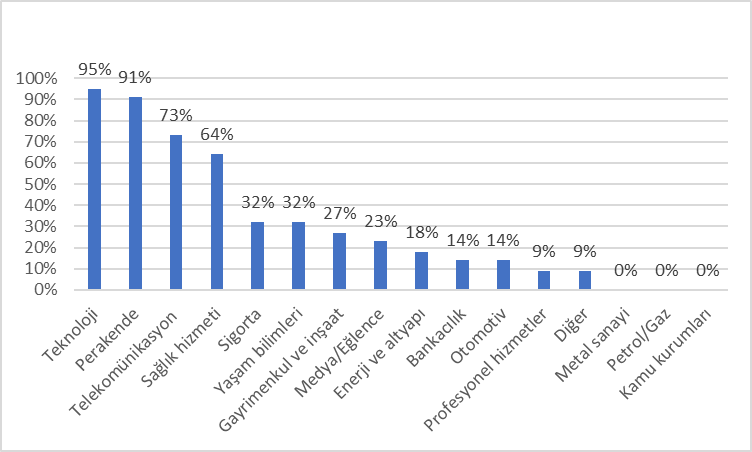 95%
91%
73%
64%
32%
32%
27%
23%
18%
14%
14%
9%
9%
0%
0%
0%
100%
90%
80%
70%
60%
50%
40%
30%
20%
10%
0%
Teknoloji
Perakende
Telekomünikasyon
Sağlık hizmeti
Sigorta
Yaşam bilimleri
Gayrimenkul ve inşaat
Medya/Eğlence
Enerji ve altyapı
Bankacılık
Otomotiv
Profesyonel hizmetler
Diğer
Metal sanayi
Petrol/Gaz
Kamu kurumları